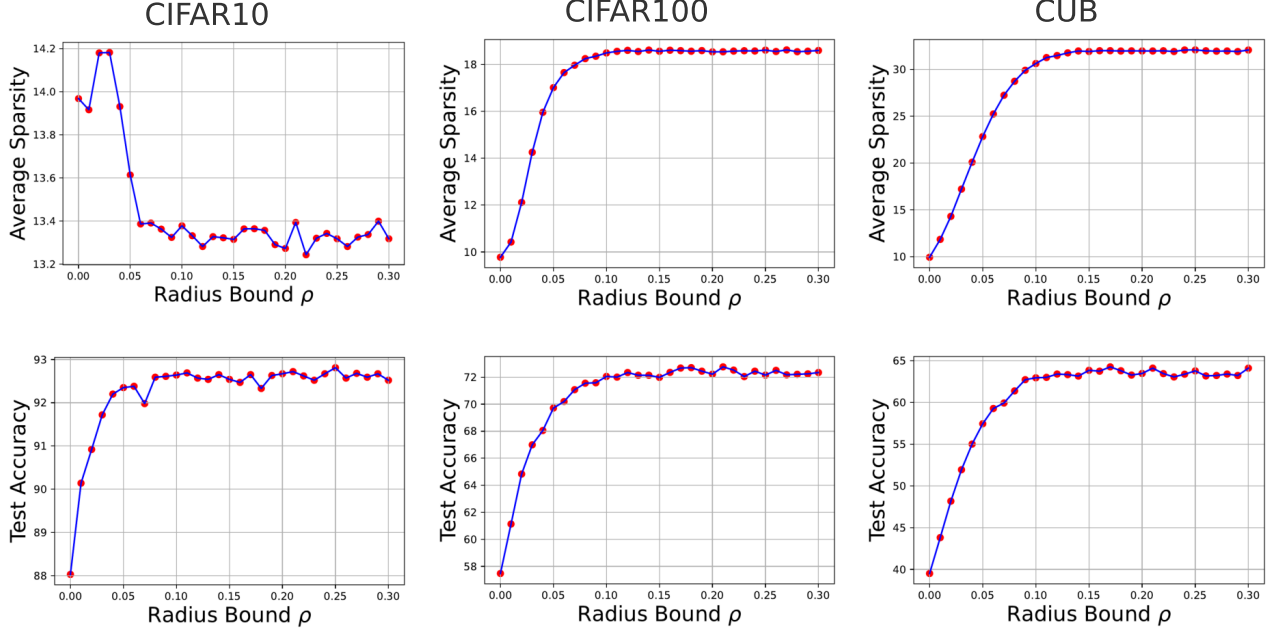 CIFAR10
CIFAR100
CUB
Average Sparsity
14.2
14.0
13.8
13.6
13.4
13.2
0.00 0.05 0.10 0.15 0.20 0.25 0.30
Radius Bound ρ
Average Sparsity
18
16
14
12
10
0.00 0.05 0.10 0.15 0.20 0.25 0.30
Radius Bound ρ
Average Sparsity
30
25
20
15
10
0.00 0.05 0.10 0.15 0.20 0.25 0.30
Radius Bound ρ
Test Accuracy
93
92
91
90
89
88
0.00 0.05 0.10 0.15 0.20 0.25 0.30
Radius Bound ρ
Test Accuracy
72
70
68
66
64
62
60
58
0.00 0.05 0.10 0.15 0.20 0.25 0.30
Radius Bound ρ
Test Accuracy
65
60
55
50
45
40
0.00 0.05 0.10 0.15 0.20 0.25 0.30
Radius Bound ρ